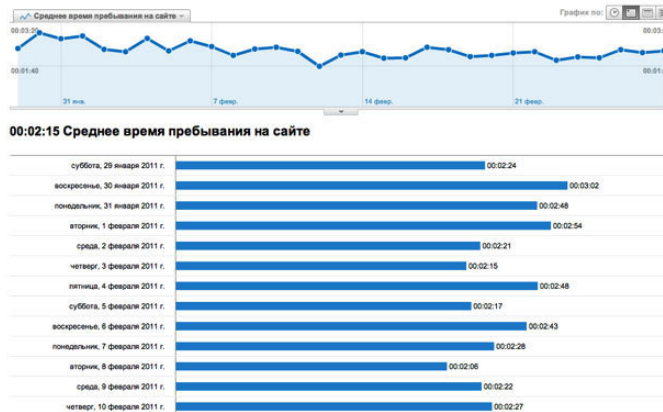 Среднее время пребывания на сайте
График по:
00:03:20
00:01:40
31 янв.
7 февр.
14 февр.
21 февр.
00:02:15 Среднее время пребывания на сайте
суббота, 29 января 2011 г. 00:02:24
воскресенье, 30 января 2011 г. 00:03:02
понедельник, 31 января 2011 г. 00:02:48
вторник, 1 февраля 2011 г. 00:02:54
среда, 2 февраля 2011 г. 00:02:21
четверг, 3 февраля 2011 г. 00:02:15
пятница, 4 февраля 2011 г. 00:02:48
суббота, 5 февраля 2011 г. 00:02:17
воскресенье, 6 февраля 2011 г. 00:02:43
понедельник, 7 февраля 2011 г. 00:02:28
вторник, 8 февраля 2011 г. 00:02:06
среда, 9 февраля 2011 г. 00:02:22
четверг, 10 февраля 2011 г. 00:02:27